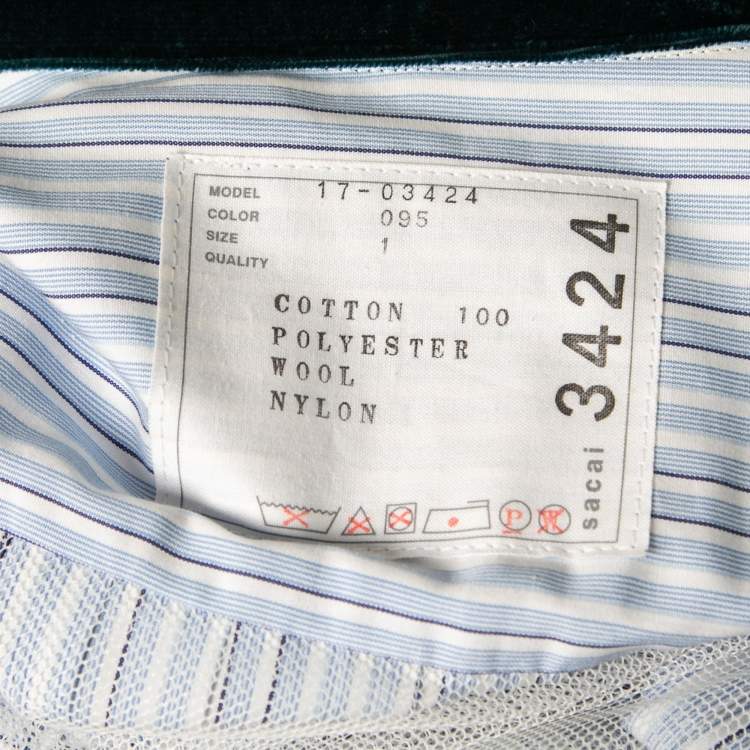 MODEL 17-03424
COLOR 095
SIZE 1
QUALITY
COTTON 100
POLYESTER
WOOL
NYLON
P W
sacai 3424